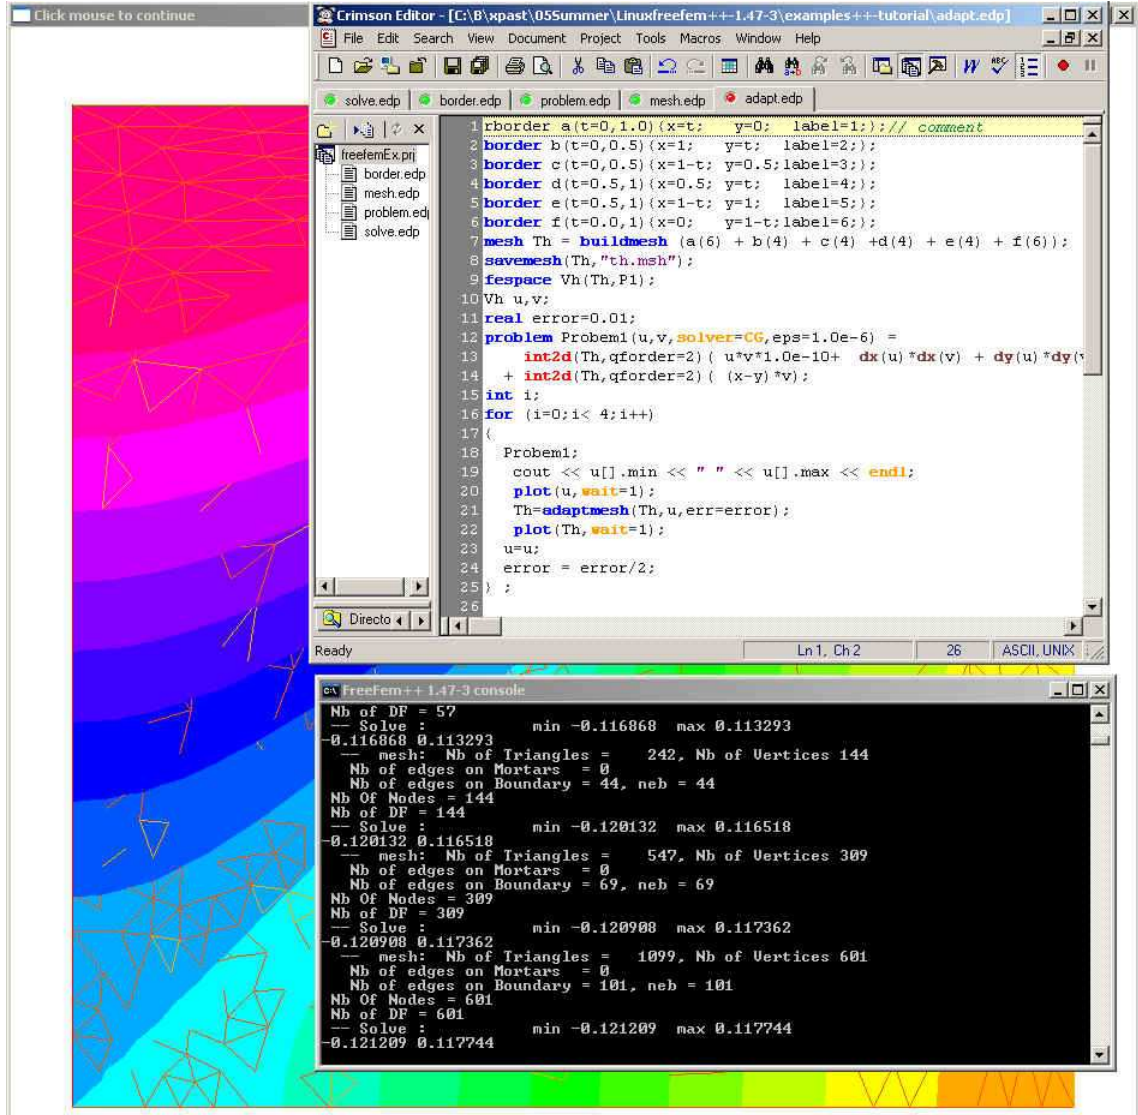 Click mouse to continue
Crimson Editor - [C:\B\xpast\05Summer\Linuxfreefem++-1.47-3\examples++-tutorial\adapt.edp]
File Edit Search View Document Project Tools Macros Window Help
solve.edp border.edp problem.edp mesh.edp adapt.edp
freefemEx.prj
border.edp
mesh.edp
problem.edp
solve.edp
1 rborder a(t=0,1.0){x=t; y=0; label=1;};// comment
2 border b(t=0,0.5){x=1; y=t; label=2;};
3 border c(t=0,0.5){x=1-t; y=0.5;label=3;};
4 border d(t=0.5,1){x=0.5; y=t; label=4;};
5 border e(t=0.5,1){x=1-t; y=1; label=5;};
6 border f(t=0.0,1){x=0; y=1-t;label=6;};
7 mesh Th = buildmesh (a(6) + b(4) + c(4) +d(4) + e(4) + f(6));
8 savemesh(Th,"th.msh");
9 fespace Vh(Th,P1);
10 Vh u,v;
11 real error=0.01;
12 problem Probem1(u,v,solver=CG,eps=1.0e-6) =
13 int2d(Th,qforder=2)( u*v*1.0e-10+ dx(u)*dx(v) + dy(u)*dy(
14 + int2d(Th,qforder=2)( (x-y)*v);
15 int i;
16 for (i=0;i< 4;i++)
17 {
18 Probem1;
19 cout << u[].min << " " << u[].max << endl;
20 plot(u,wait=1);
21 Th=adaptmesh(Th,u,err=error);
22 plot(Th,wait=1);
23 u=u;
24 error = error/2;
25 } ;
26
Directo
Ready Ln 1, Ch 2 26 ASCII, UNIX
FreeFem++ 1.47-3 console
Nb of DF = 57
-- Solve : min -0.116868 max 0.113293
-0.116868 0.113293
-- mesh: Nb of Triangles = 242, Nb of Vertices 144
Nb of edges on Mortars = 0
Nb of edges on Boundary = 44, neb = 44
Nb Of Nodes = 144
Nb of DF = 144
-- Solve : min -0.120132 max 0.116518
-0.120132 0.116518
-- mesh: Nb of Triangles = 547, Nb of Vertices 309
Nb of edges on Mortars = 0
Nb of edges on Boundary = 69, neb = 69
Nb Of Nodes = 309
Nb of DF = 309
-- Solve : min -0.120908 max 0.117362
-0.120908 0.117362
-- mesh: Nb of Triangles = 1099, Nb of Vertices 601
Nb of edges on Mortars = 0
Nb of edges on Boundary = 101, neb = 101
Nb Of Nodes = 601
Nb of DF = 601
-- Solve : min -0.121209 max 0.117744
-0.121209 0.117744